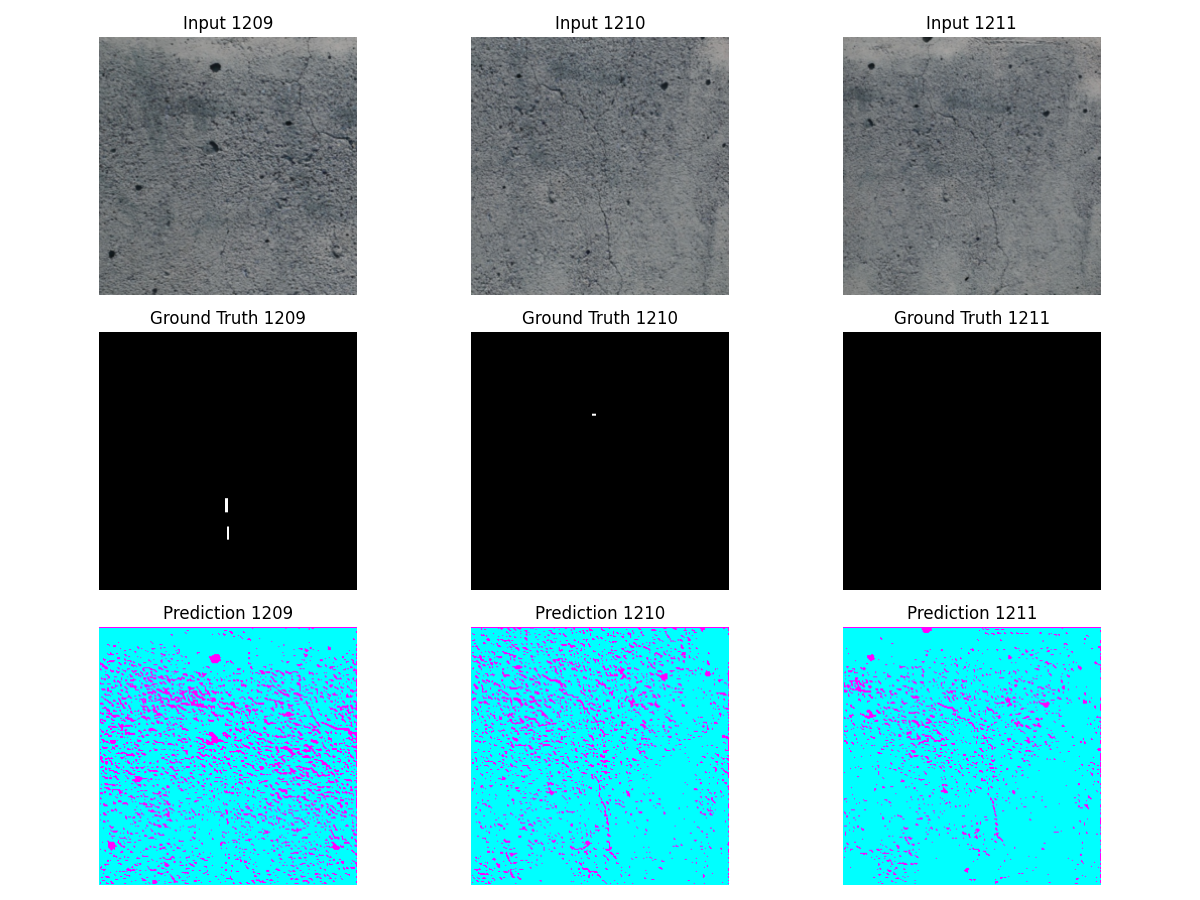 Input 1209
Input 1210
Input 1211
Ground Truth 1209
Ground Truth 1210
Ground Truth 1211
Prediction 1209
Prediction 1210
Prediction 1211